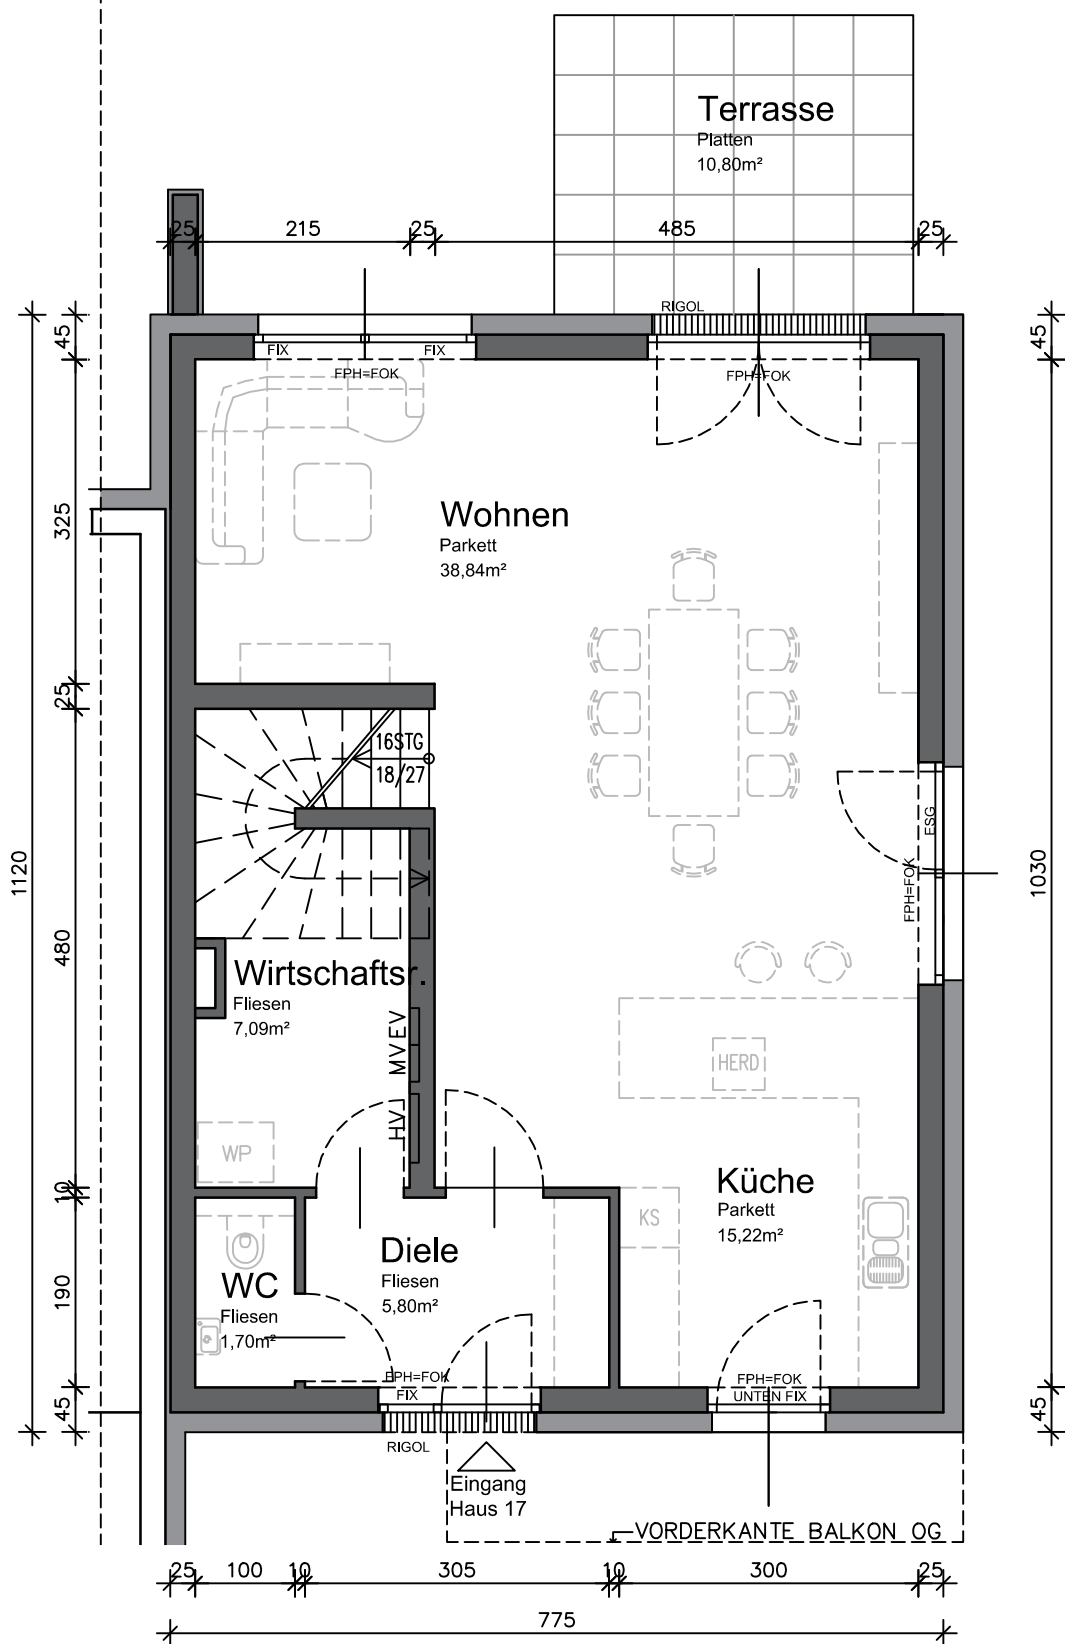 Terrasse
Platten
10,80m²
25
215
25
485
25
RIGOL
45
45
FIX
FIX
FPH=FOK
FPH=FOK
Wohnen
Parkett
38,84m²
325
25
16STG
18/27
ESG
FPH=FOK
1120
1030
480
Wirtschaftsr.
Fliesen
7,09m²
EV
MV
HERD
HV
WP
10
Küche
Parkett
15,22m²
KS
Diele
Fliesen
5,80m²
WC
Fliesen
1,70m²
190
FPH=FOK
FIX
FPH=FOK
UNTEN FIX
45
45
RIGOL
Eingang
Haus 17
VORDERKANTE BALKON OG
25
100
10
305
10
300
25
775